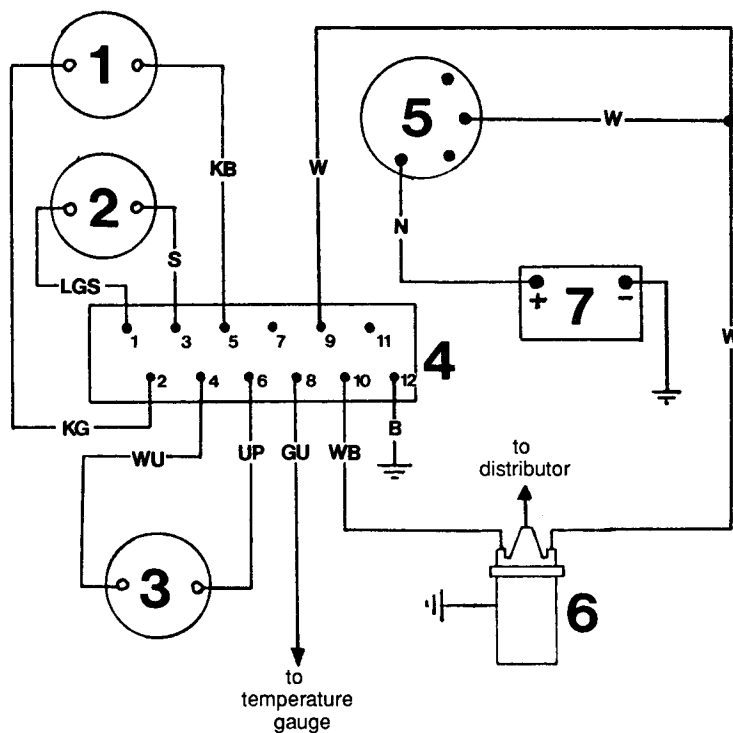 1
KB
W
5
W
2
N
S
LGS
7
+
-
1
3
5
7
9
11
4
W
2
4
6
8
10
12
KG
B
WU
UP
GU
WB
to
distributor
3
6
to
temperature
gauge